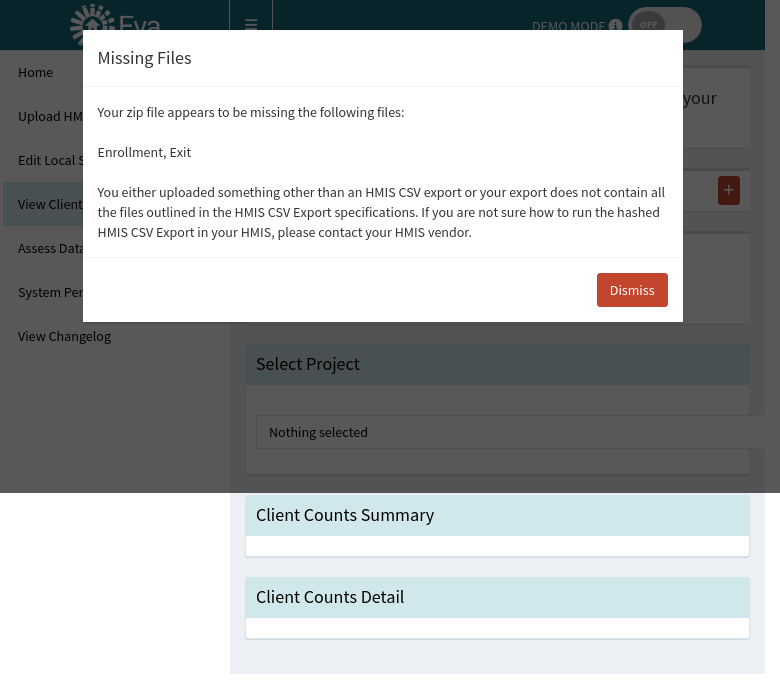 Eva
DEMO MODE
OFF
Missing Files
Your zip file appears to be missing the following files:
Enrollment, Exit
You either uploaded something other than an HMIS CSV export or your export does not contain all
the files outlined in the HMIS CSV Export specifications. If you are not sure how to run the hashed
HMIS CSV Export in your HMIS, please contact your HMIS vendor.
Dismiss
Home
Upload HM
Edit Local S
View Client
Assess Data
System Per
View Changelog
your
+
Select Project
Nothing selected
Client Counts Summary
Client Counts Detail